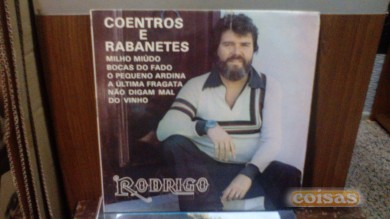 COENTROS
E
RABANETES
MILHO MIÚDO
BOCAS DO FADO
O PEQUENO ARDINA
A ÚLTIMA FRAGATA
NÃO DIGAM MAL
DO VINHO
RODRIGO
coisas